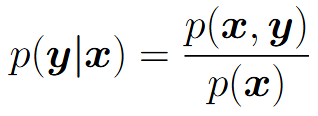 p(𝒚|𝒙) = p(𝒙, 𝒚) / p(𝒙)